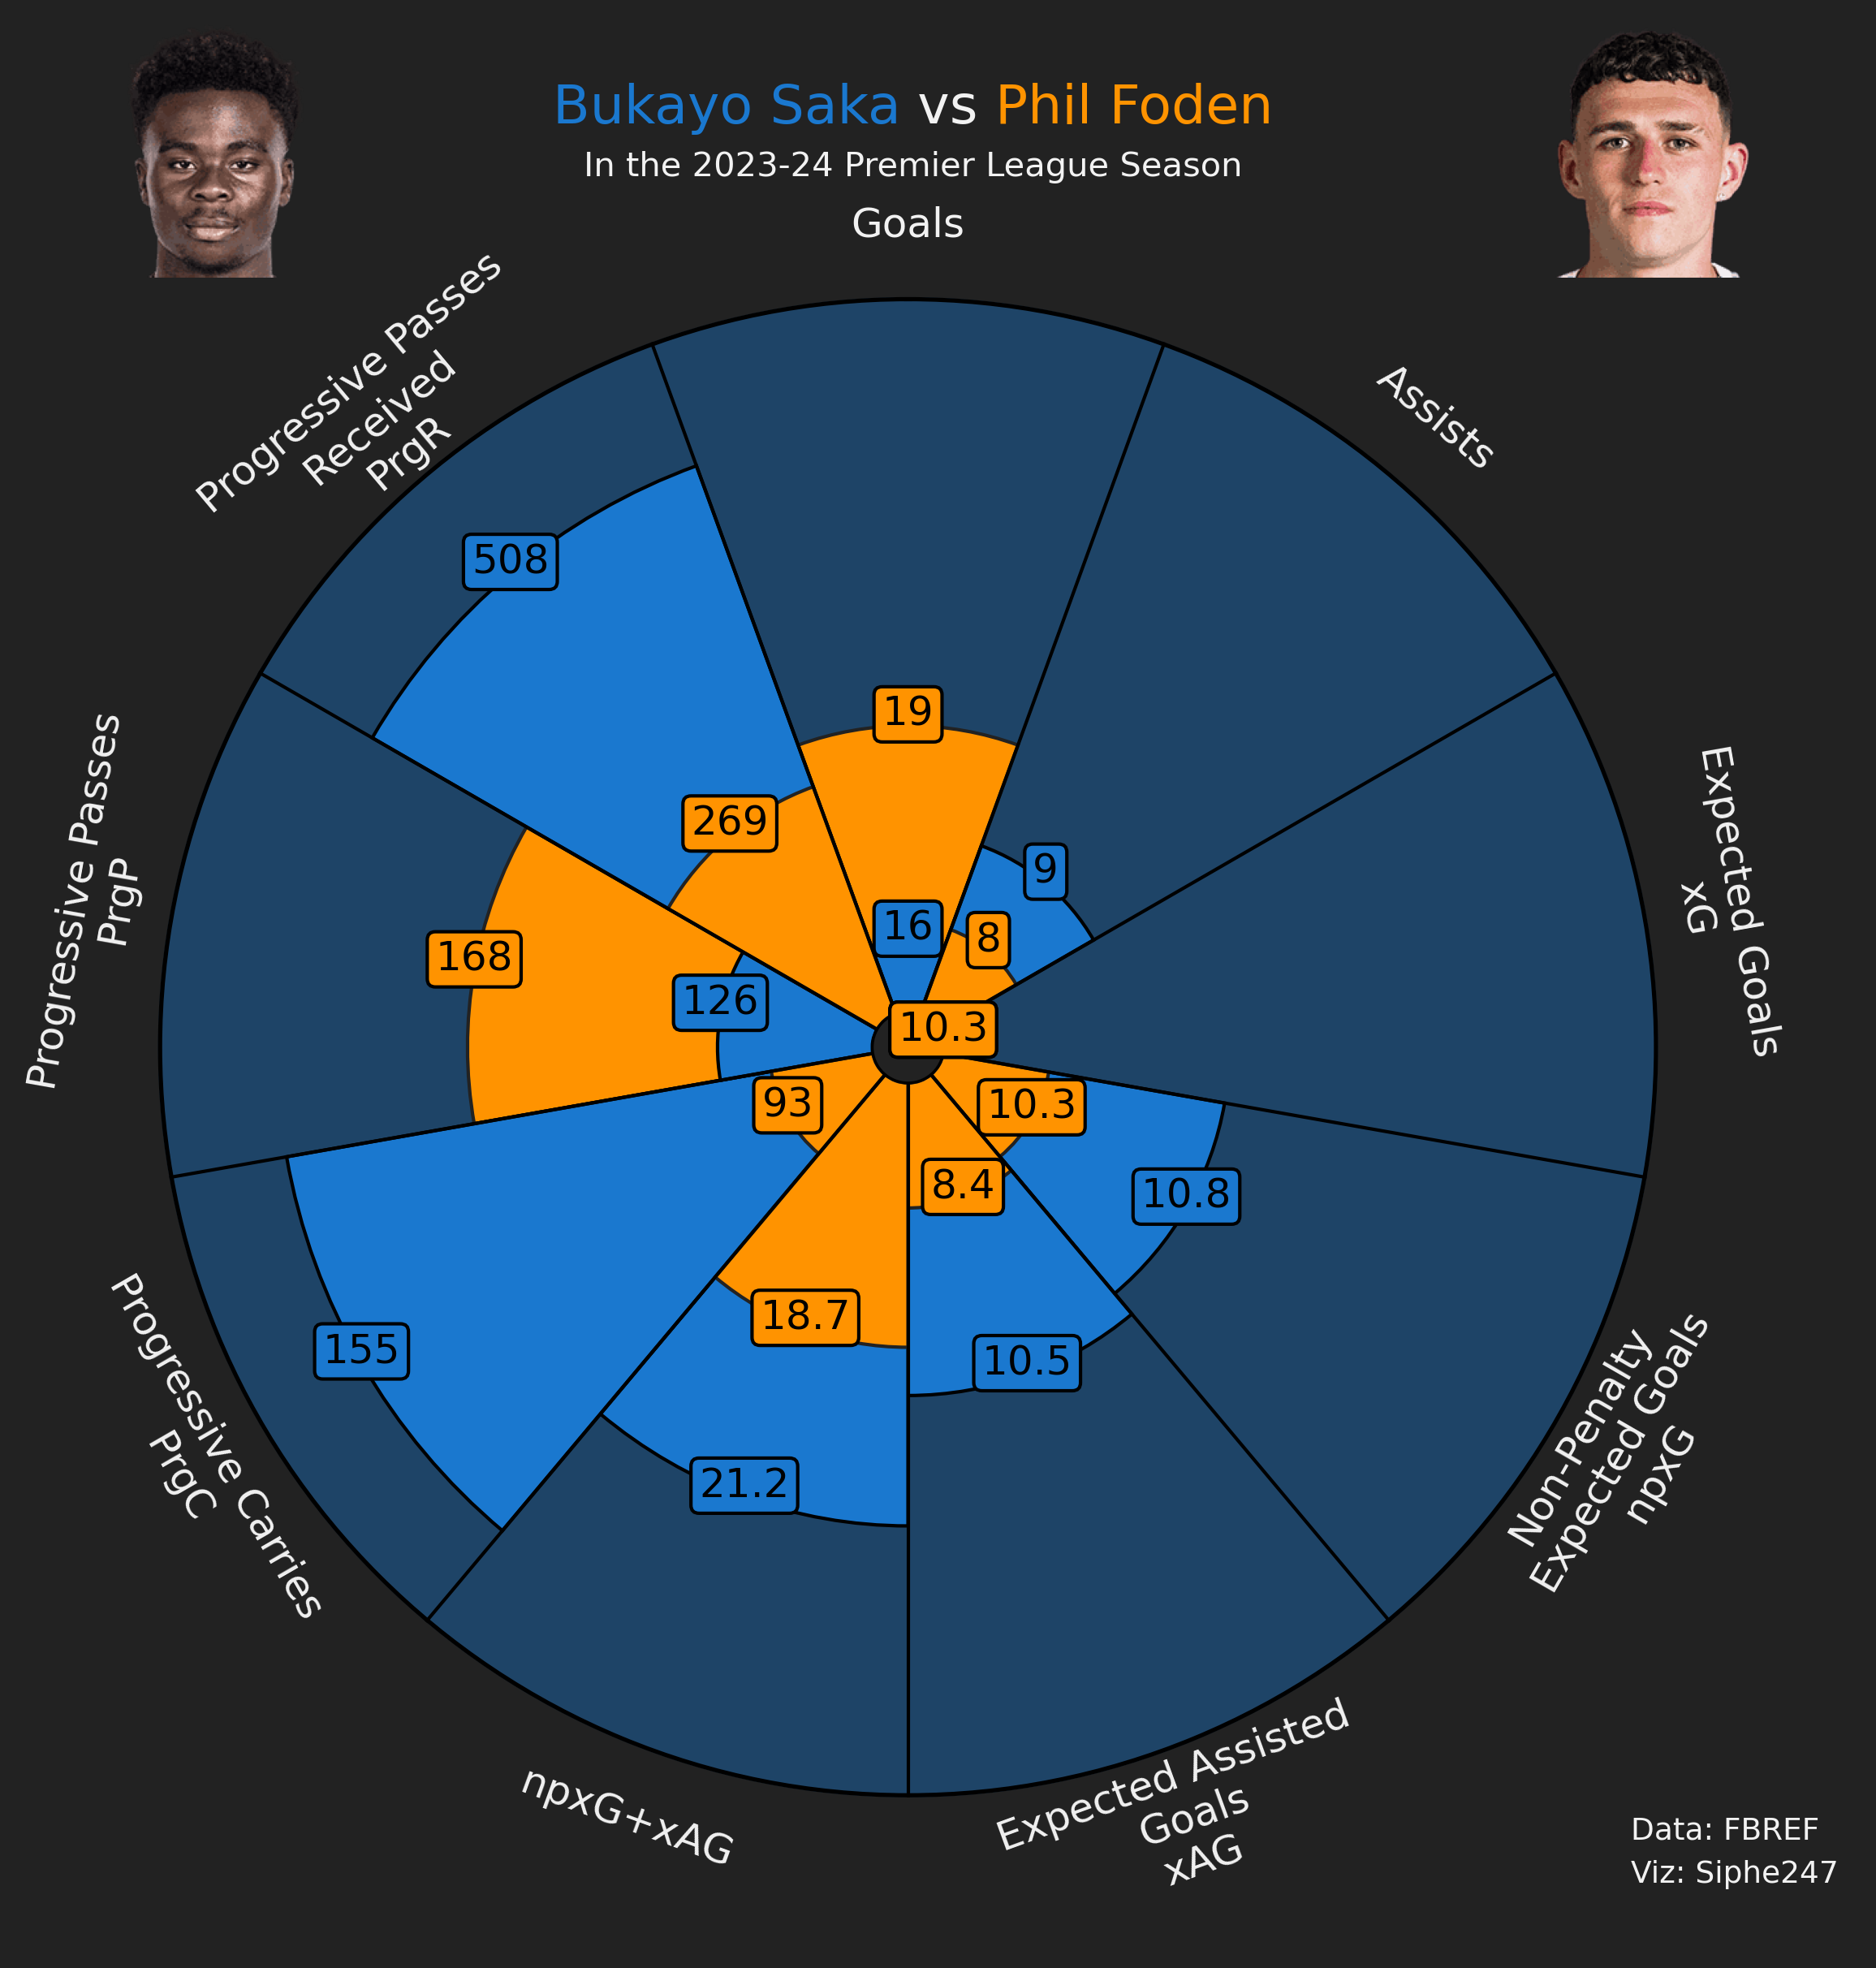 Bukayo Saka vs Phil Foden
In the 2023-24 Premier League Season
Goals
Assists
Expected Goals
xG
Non-Penalty
Expected Goals
npxG
Expected Assisted
Goals
xAG
npxG+xAG
Progressive Carries
PrgC
Progressive Passes
PrgP
Progressive Passes
Received
PrgR
19
16
9
8
10.3
10.3
10.8
8.4
10.5
18.7
21.2
93
155
168
126
508
269
Data: FBREF
Viz: Siphe247